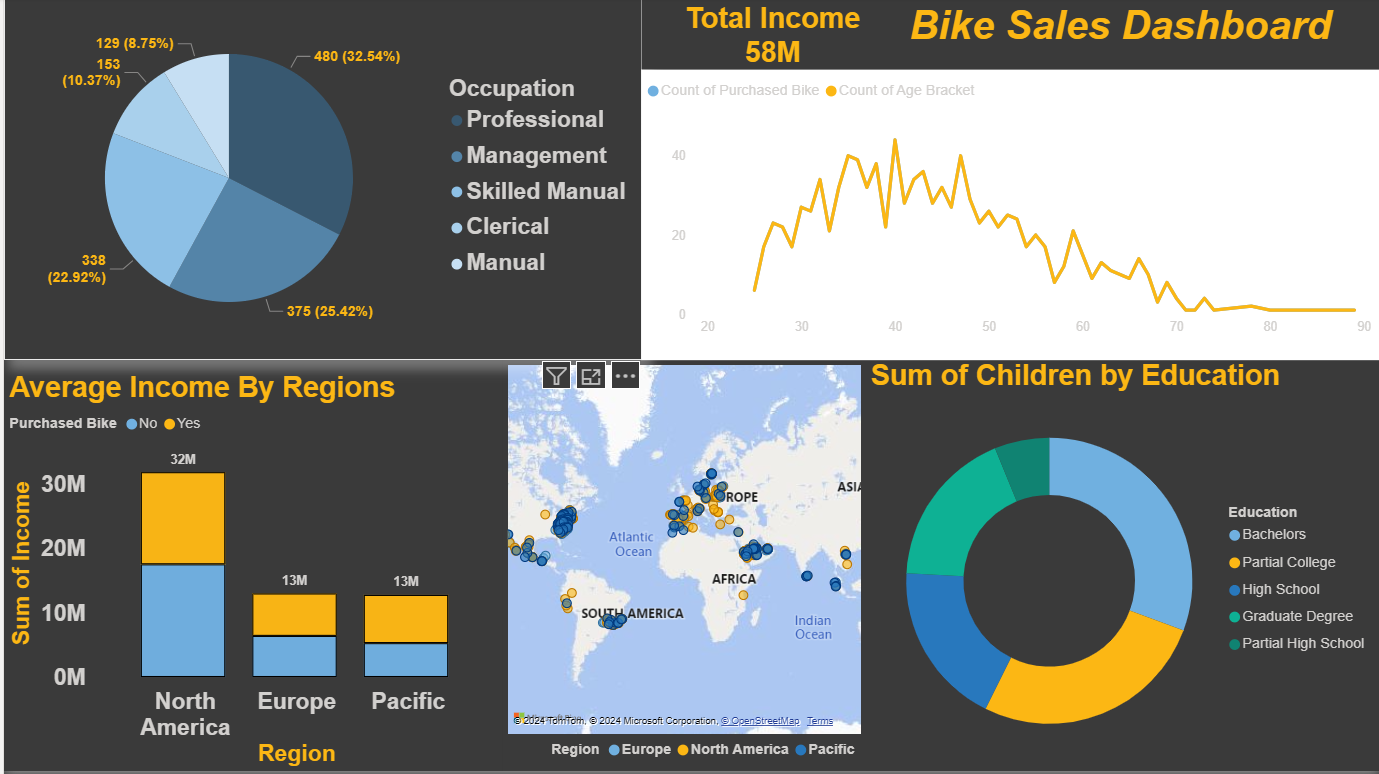 129 (8.75%)
153
(10.37%)
480 (32.54%)
338
(22.92%)
375 (25.42%)
Occupation
Professional
Management
Skilled Manual
Clerical
Manual
Total Income
58M
Bike Sales Dashboard
Count of Purchased Bike Count of Age Bracket
40
20
0
20 30 40 50 60 70 80 90
Average Income By Regions
Purchased Bike No Yes
Sum of Income
30M
20M
10M
0M
32M
13M
13M
North
America
Europe
Pacific
Region
ROPE
ASIA
Atlantic
Ocean
AFRICA
SOUTH AMERICA
Indian
Ocean
© 2024 TomTom, © 2024 Microsoft Corporation, © OpenStreetMap Terms
Region Europe North America Pacific
Sum of Children by Education
Education
Bachelors
Partial College
High School
Graduate Degree
Partial High School